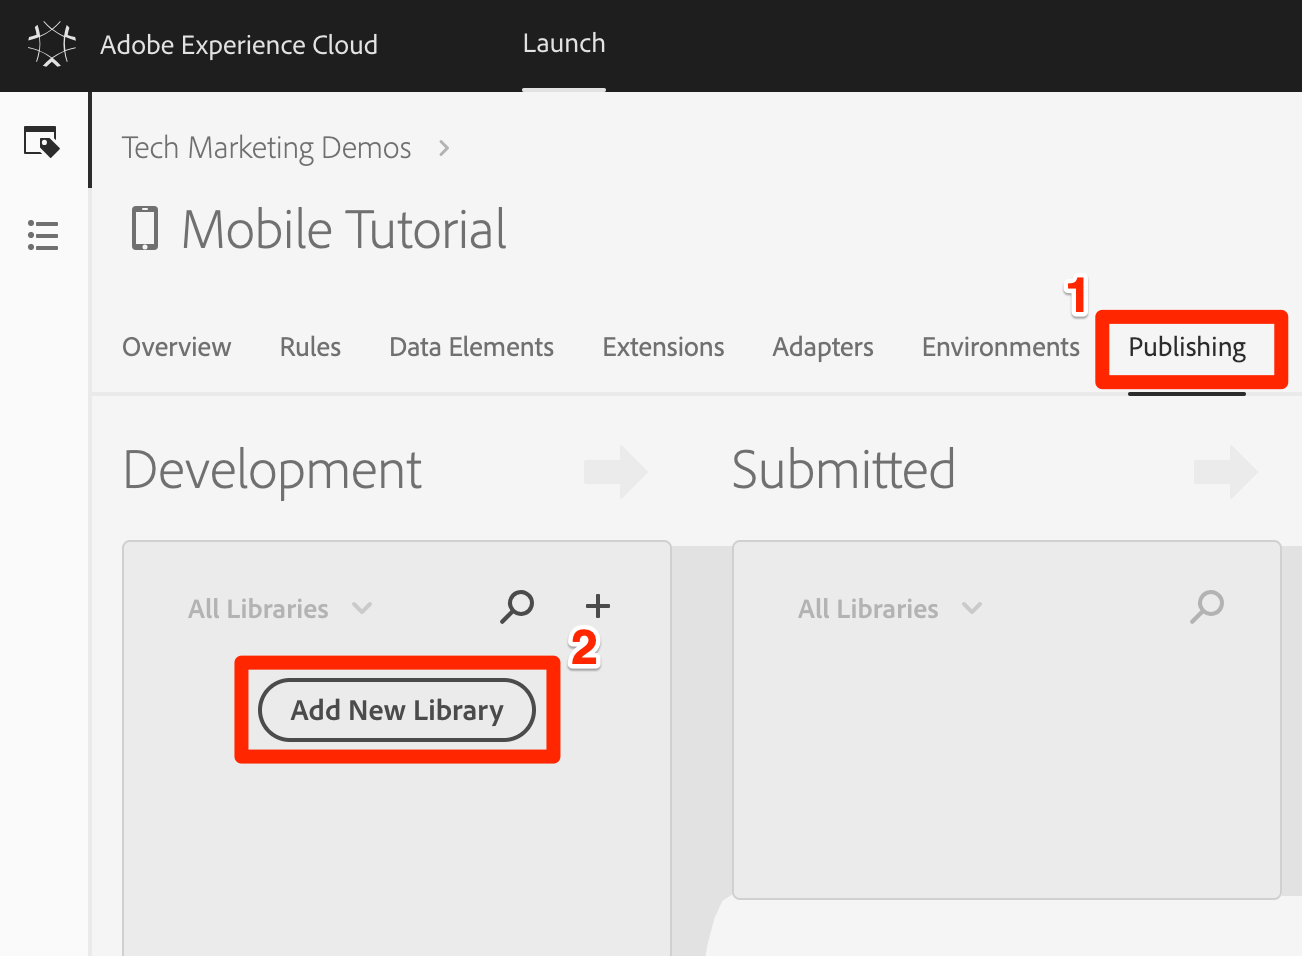 Adobe Experience Cloud
Launch
Tech Marketing Demos
Mobile Tutorial
1
Overview
Rules
Data Elements
Extensions
Adapters
Environments
Publishing
Development
Submitted
All Libraries
2
Add New Library
All Libraries